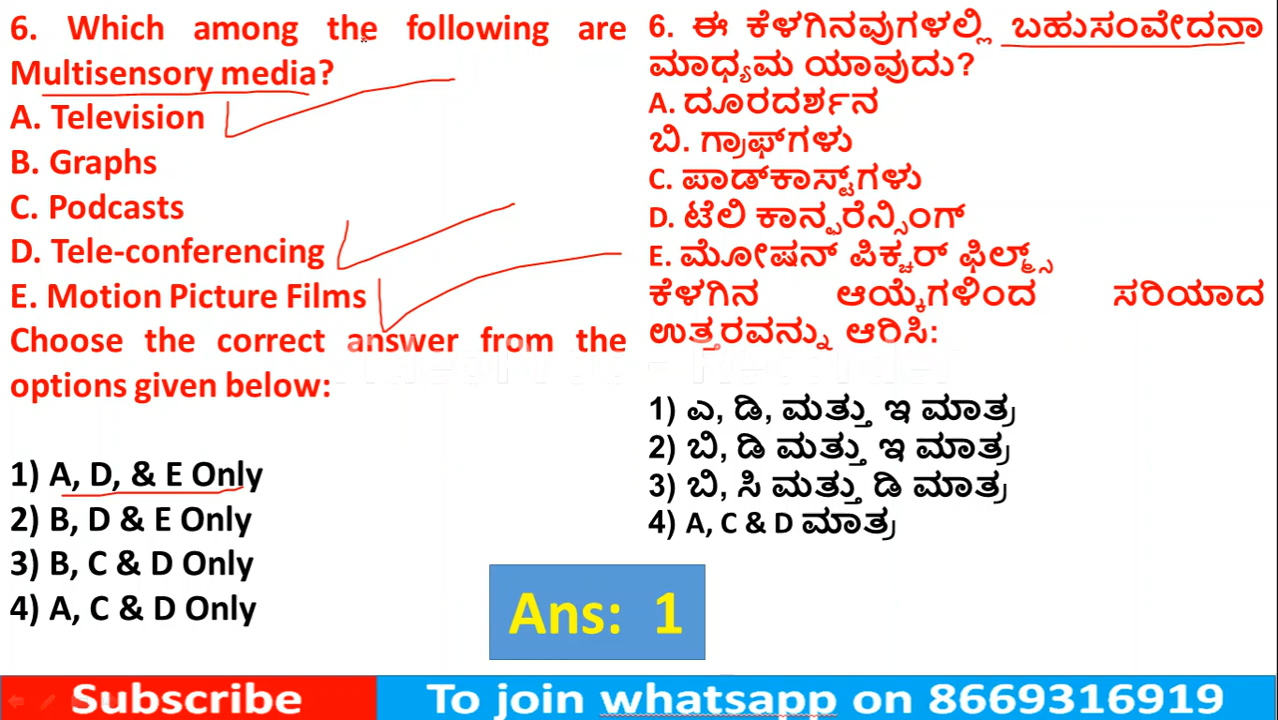 6. Which among the following are
Multisensory media?
A. Television
B. Graphs
C. Podcasts
D. Tele-conferencing
E. Motion Picture Films
Choose the correct answer from the
options given below:
1) A, D, & E Only
2) B, D & E Only
3) B, C & D Only
4) A, C & D Only
6. ಈ ಕೆಳಗಿನವುಗಳಲ್ಲಿ ಬಹುಸಂವೇದನಾ
ಮಾಧ್ಯಮ ಯಾವುದು?
A. ದೂರದರ್ಶನ
ಬಿ. ಗ್ರಾಫ್‌ಗಳು
C. ಪಾಡ್‌ಕಾಸ್ಟ್‌ಗಳು
D. ಟೆಲಿ ಕಾನ್ಫರೆನ್ಸಿಂಗ್
E. ಮೋಷನ್ ಪಿಕ್ಚರ್ ಫಿಲ್ಮ್ಸ್
ಕೆಳಗಿನ ಆಯ್ಕೆಗಳಿಂದ ಸರಿಯಾದ
ಉತ್ತರವನ್ನು ಆರಿಸಿ:
1) ಎ, ಡಿ, ಮತ್ತು ಇ ಮಾತ್ರ
2) ಬಿ, ಡಿ ಮತ್ತು ಇ ಮಾತ್ರ
3) ಬಿ, ಸಿ ಮತ್ತು ಡಿ ಮಾತ್ರ
4) A, C & D ಮಾತ್ರ
Ans: 1
Subscribe
To join whatsapp on 8669316919